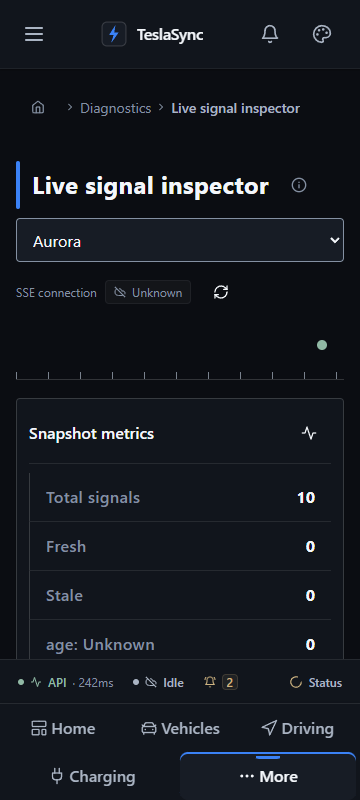 TeslaSync
Diagnostics Live signal inspector
Live signal inspector
Aurora
SSE connection Unknown
Snapshot metrics
Total signals 10
Fresh 0
Stale 0
age: Unknown 0
API · 242ms Idle 2 Status
Home Vehicles Driving
Charging More